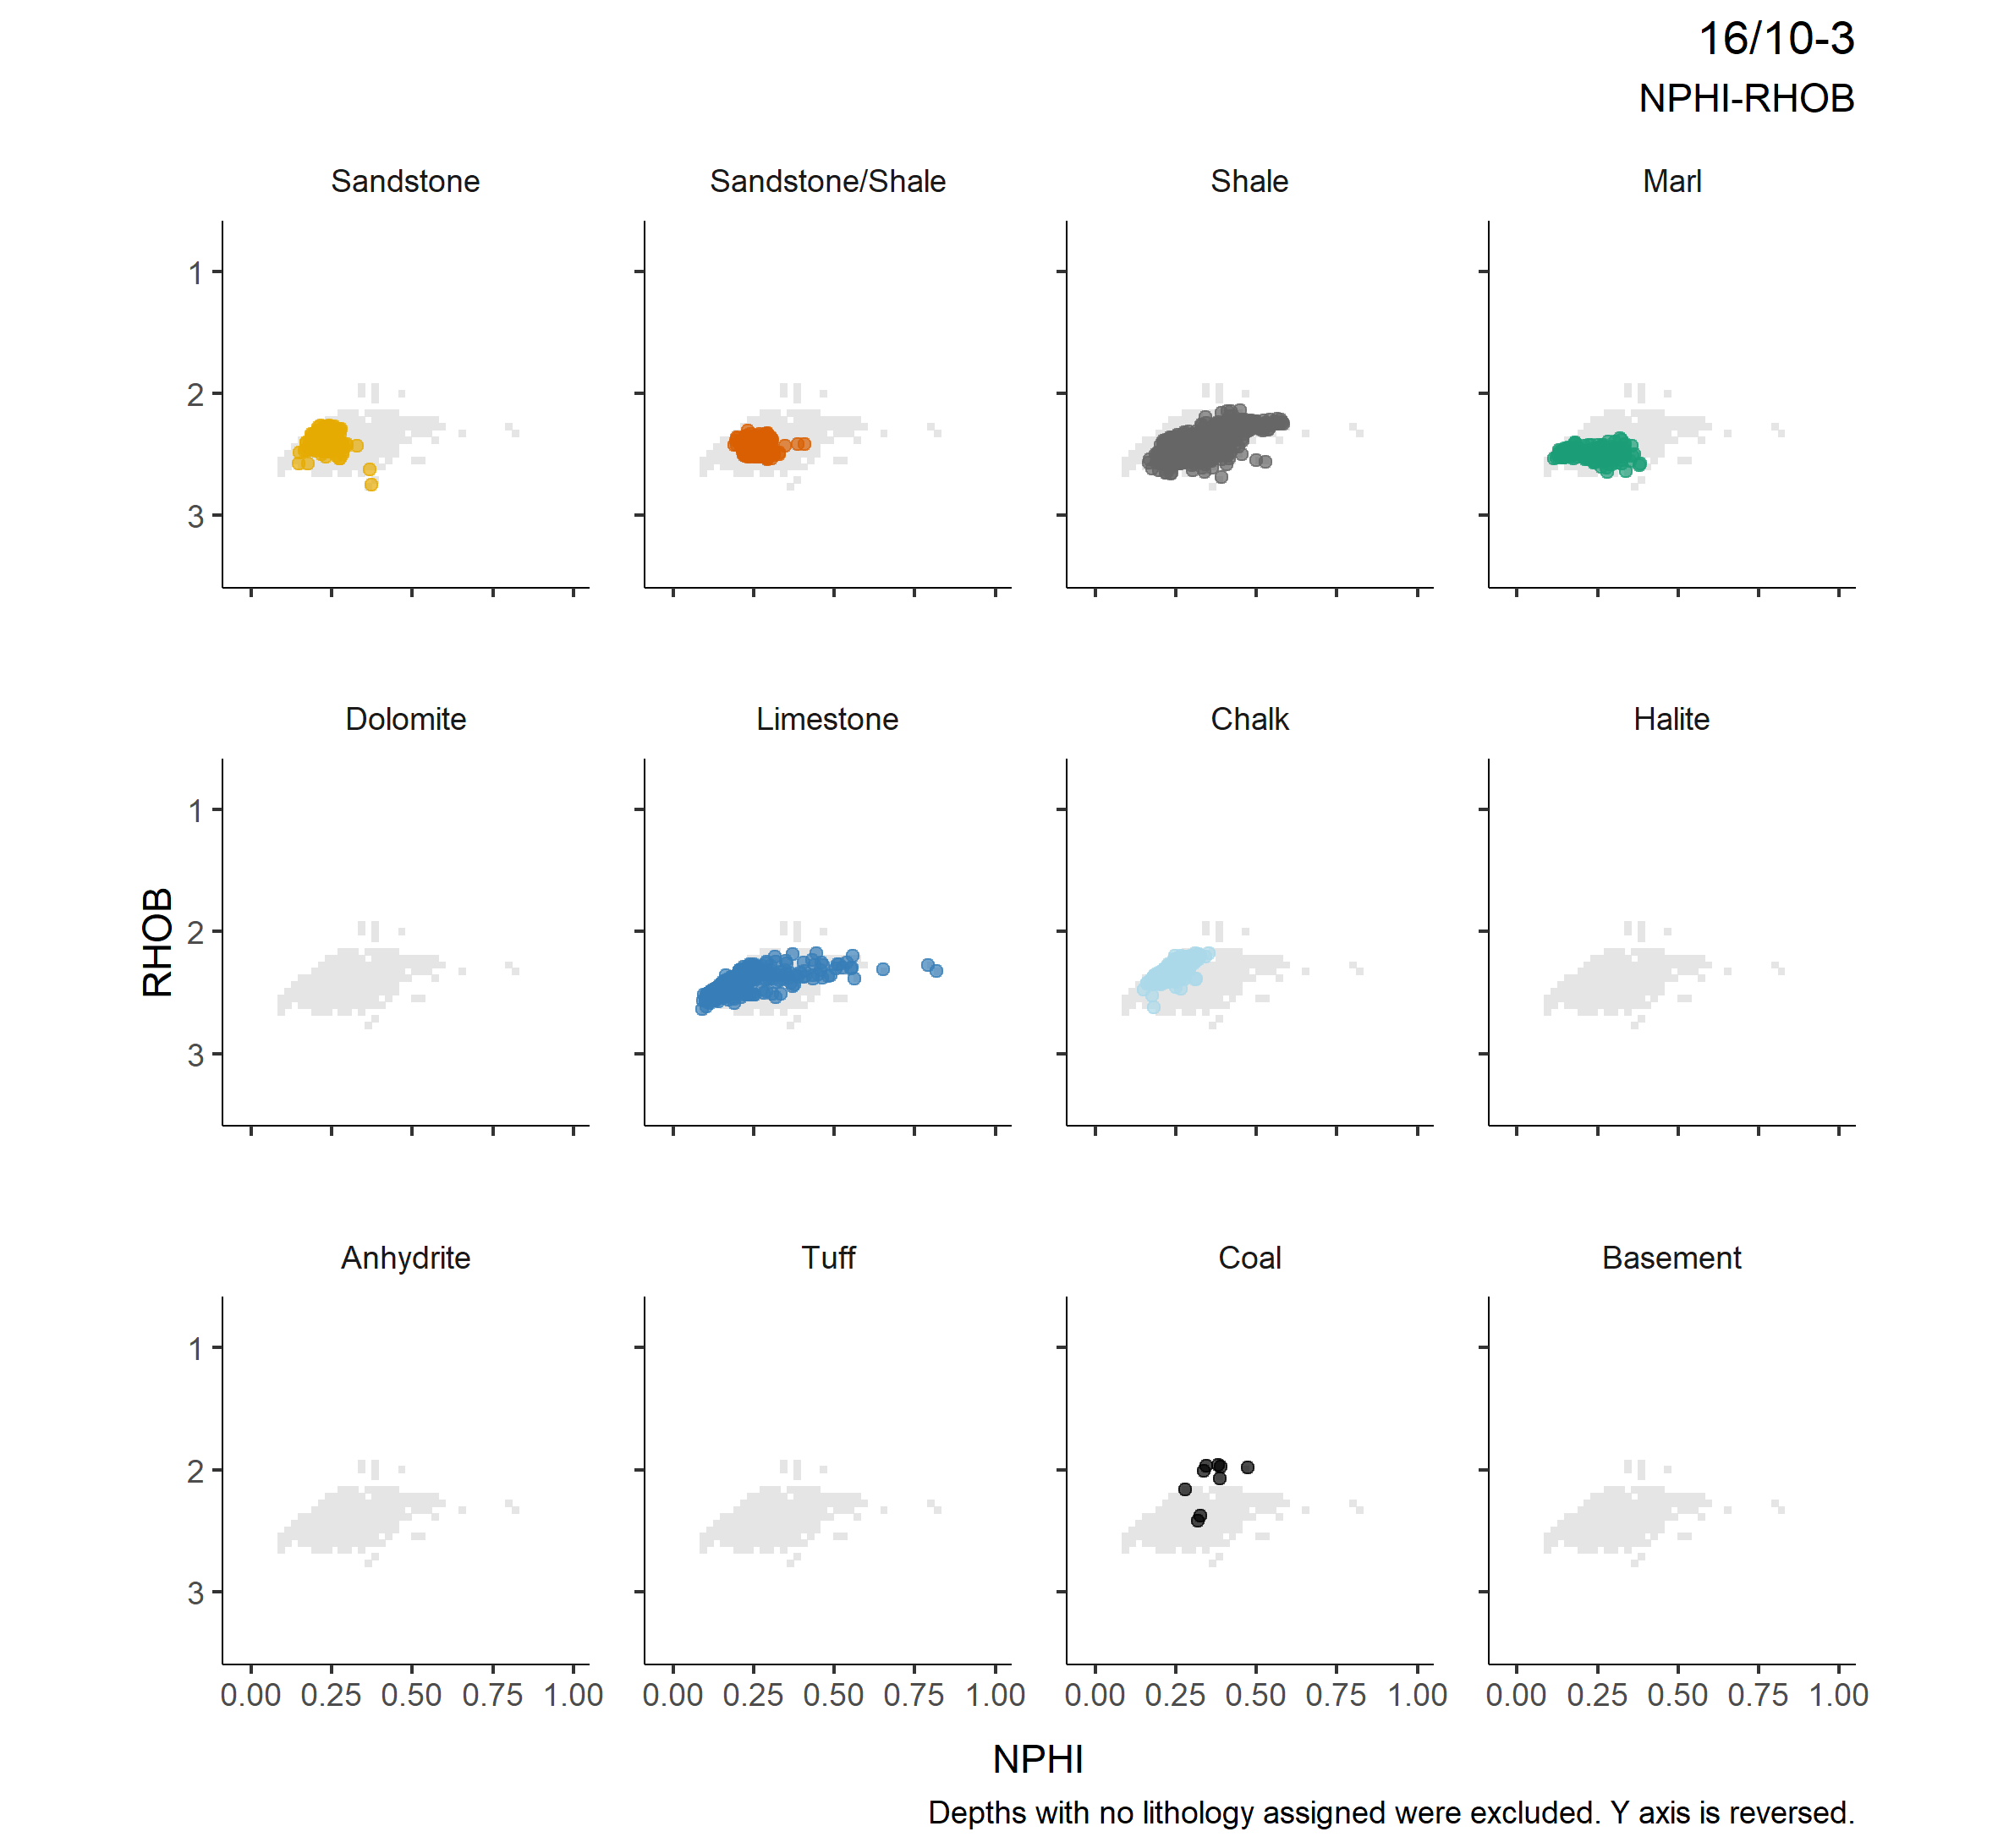 16/10-3
NPHI-RHOB
Sandstone Sandstone/Shale Shale Marl
1
2
3
Dolomite Limestone Chalk Halite
1
2
3
RHOB
Anhydrite Tuff Coal Basement
1
2
3
0.00 0.25 0.50 0.75 1.00 0.00 0.25 0.50 0.75 1.00 0.00 0.25 0.50 0.75 1.00 0.00 0.25 0.50 0.75 1.00
NPHI
Depths with no lithology assigned were excluded. Y axis is reversed.